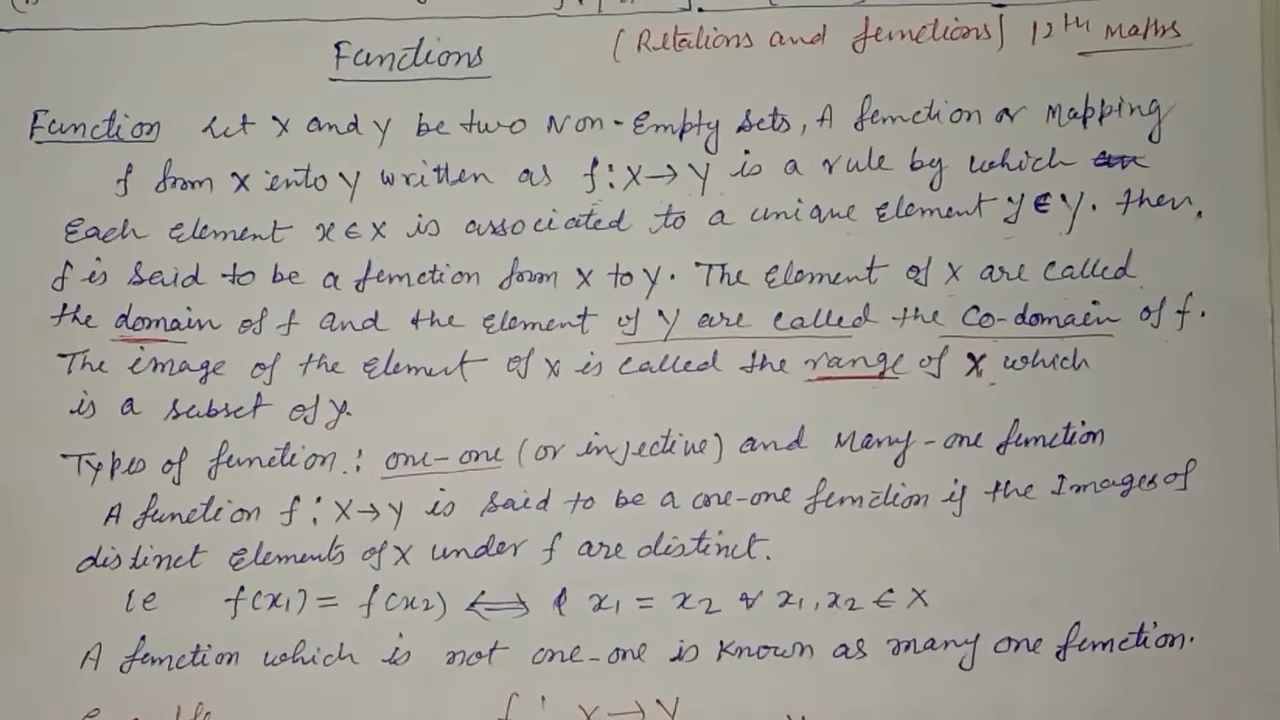 Functions (Relations and functions) 12th Maths
Function Let X and Y be two Non-Empty sets, A function or Mapping
f from X into Y written as f : X → Y is a rule by which
Each element x ∈ X is associated to a unique Element y ∈ Y. then,
f is said to be a function form X to Y. The Element of X are called
the domain of f and the Element of Y are called the Co-domain of f.
The image of the Element of X is called the range of X which
is a subset of Y.
Types of function : one-one (or injective) and Many-one function
A function f : X → Y is said to be a one-one function if the Images of
distinct Elements of X under f are distinct.
ie f(x1) = f(x2) ⟺ x1 = x2 ∀ x1, x2 ∈ X
A function which is not one-one is known as many one function.
f : X → Y